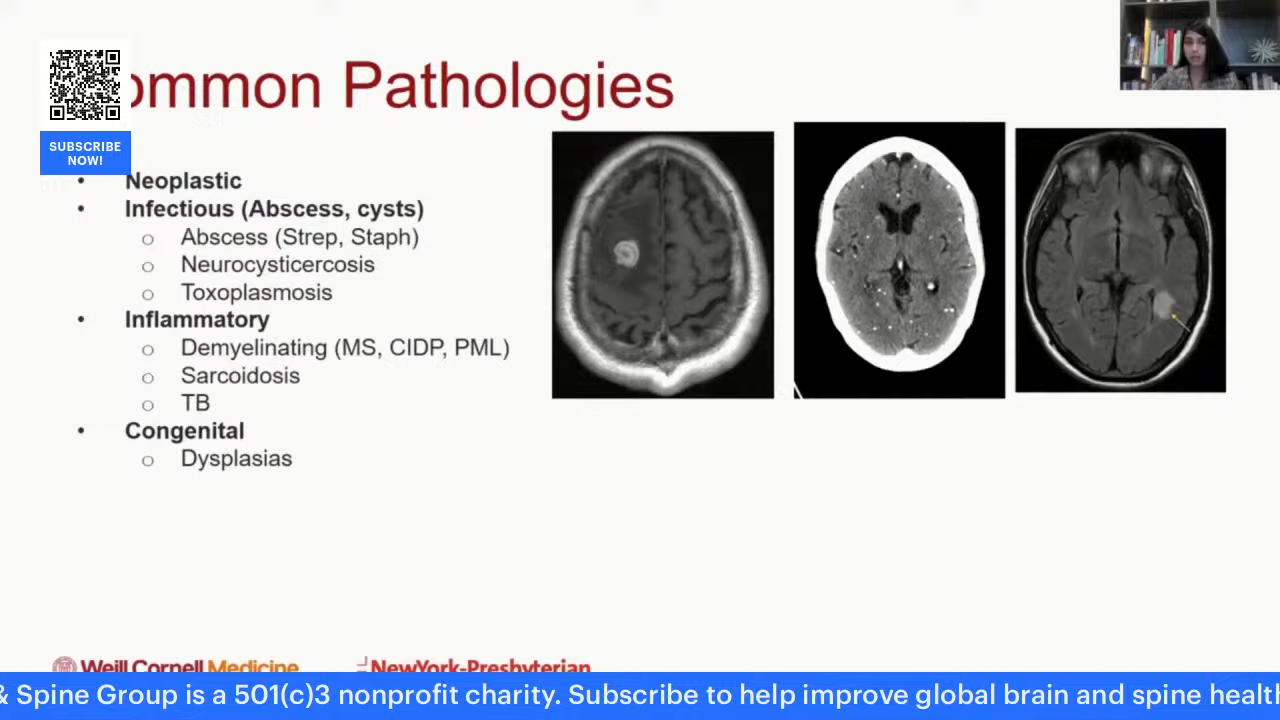 ommon Pathologies
SUBSCRIBE
NOW!
• Neoplastic
• Infectious (Abscess, cysts)
o Abscess (Strep, Staph)
o Neurocysticercosis
o Toxoplasmosis
• Inflammatory
o Demyelinating (MS, CIDP, PML)
o Sarcoidosis
o TB
• Congenital
o Dysplasias
Weill Cornell Medicine
NewYork-Presbyterian
& Spine Group is a 501(c)3 nonprofit charity. Subscribe to help improve global brain and spine health